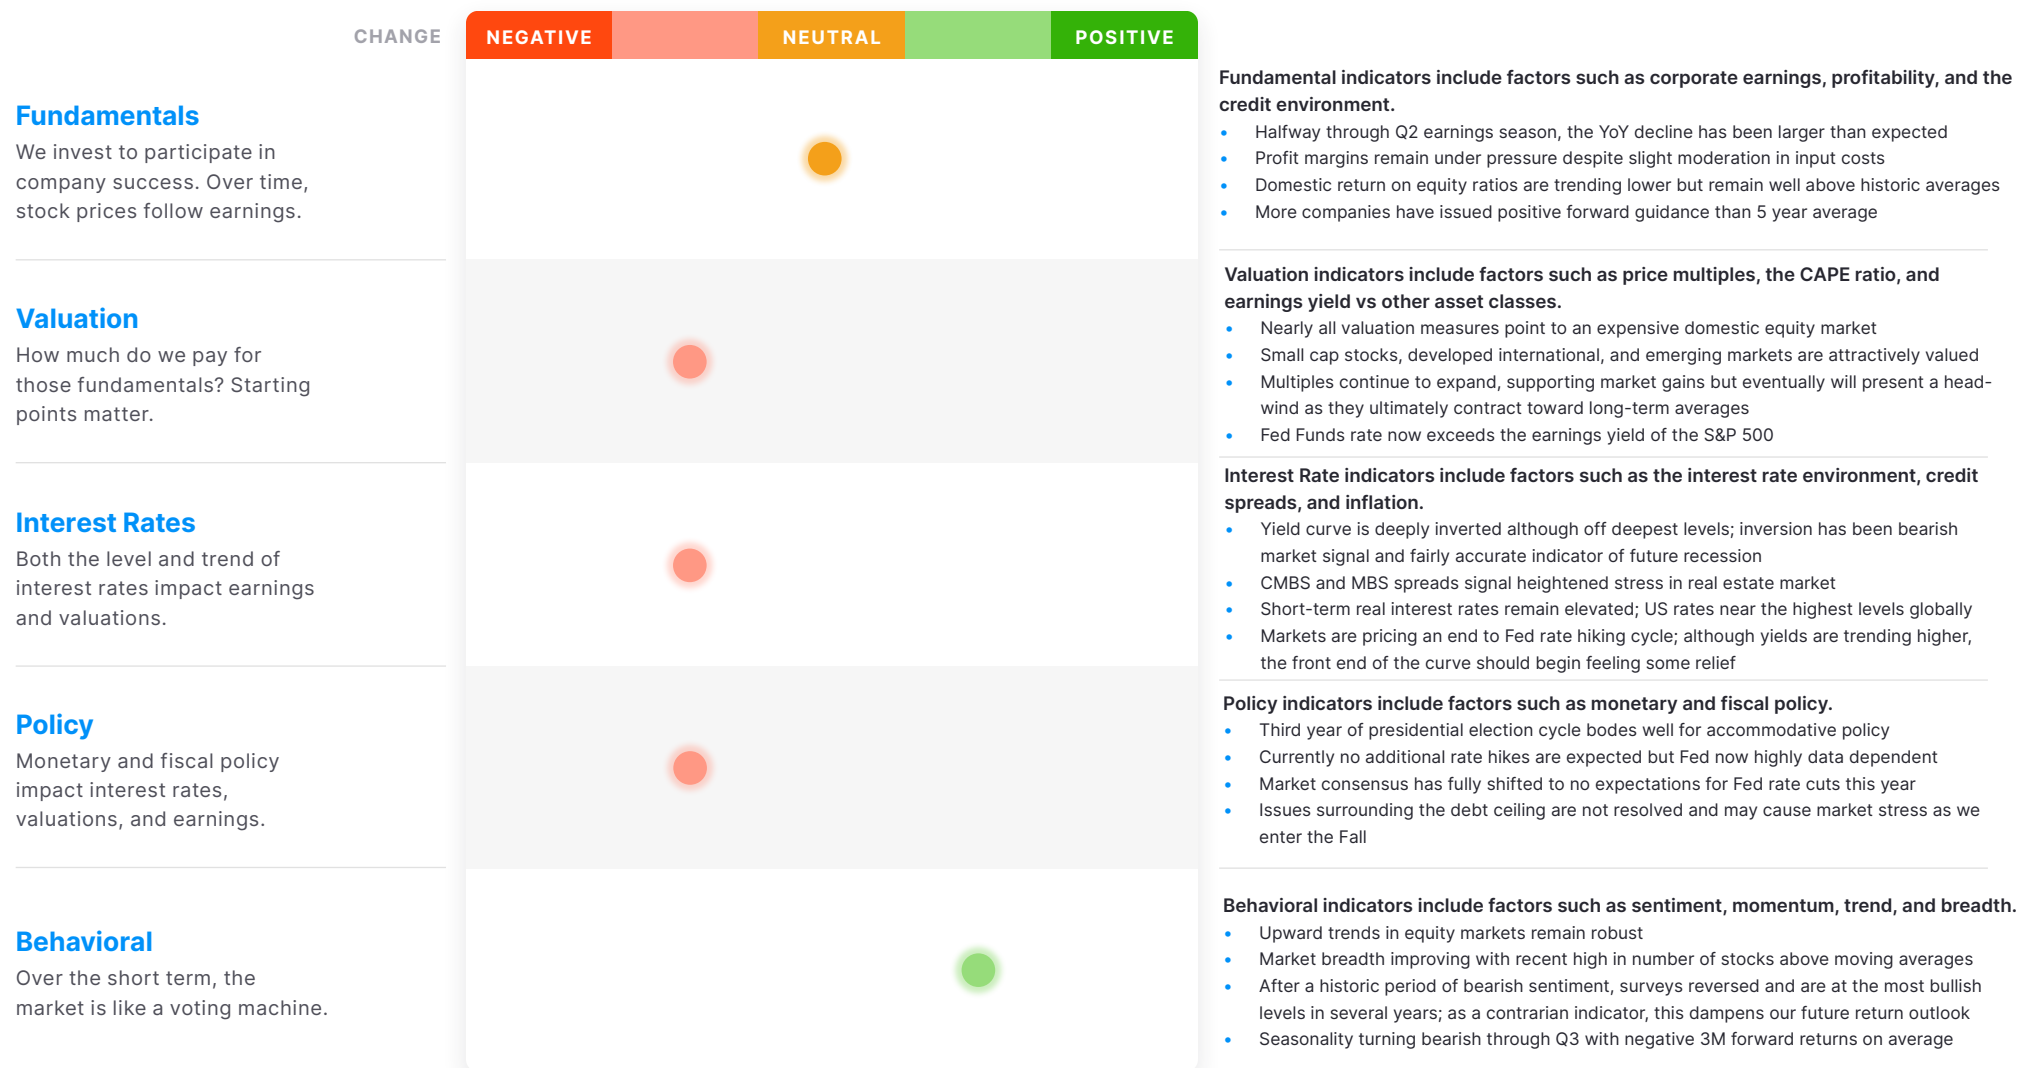 CHANGE
NEGATIVE
NEUTRAL
POSITIVE
Fundamentals
We invest to participate in
company success. Over time,
stock prices follow earnings.
Fundamental indicators include factors such as corporate earnings, profitability, and the
credit environment.
• Halfway through Q2 earnings season, the YoY decline has been larger than expected
• Profit margins remain under pressure despite slight moderation in input costs
• Domestic return on equity ratios are trending lower but remain well above historic averages
• More companies have issued positive forward guidance than 5 year average
Valuation
How much do we pay for
those fundamentals? Starting
points matter.
Valuation indicators include factors such as price multiples, the CAPE ratio, and
earnings yield vs other asset classes.
• Nearly all valuation measures point to an expensive domestic equity market
• Small cap stocks, developed international, and emerging markets are attractively valued
• Multiples continue to expand, supporting market gains but eventually will present a head-
wind as they ultimately contract toward long-term averages
• Fed Funds rate now exceeds the earnings yield of the S&P 500
Interest Rates
Both the level and trend of
interest rates impact earnings
and valuations.
Interest Rate indicators include factors such as the interest rate environment, credit
spreads, and inflation.
• Yield curve is deeply inverted although off deepest levels; inversion has been bearish
market signal and fairly accurate indicator of future recession
• CMBS and MBS spreads signal heightened stress in real estate market
• Short-term real interest rates remain elevated; US rates near the highest levels globally
• Markets are pricing an end to Fed rate hiking cycle; although yields are trending higher,
the front end of the curve should begin feeling some relief
Policy
Monetary and fiscal policy
impact interest rates,
valuations, and earnings.
Policy indicators include factors such as monetary and fiscal policy.
• Third year of presidential election cycle bodes well for accommodative policy
• Currently no additional rate hikes are expected but Fed now highly data dependent
• Market consensus has fully shifted to no expectations for Fed rate cuts this year
• Issues surrounding the debt ceiling are not resolved and may cause market stress as we
enter the Fall
Behavioral
Over the short term, the
market is like a voting machine.
Behavioral indicators include factors such as sentiment, momentum, trend, and breadth.
• Upward trends in equity markets remain robust
• Market breadth improving with recent high in number of stocks above moving averages
• After a historic period of bearish sentiment, surveys reversed and are at the most bullish
levels in several years; as a contrarian indicator, this dampens our future return outlook
• Seasonality turning bearish through Q3 with negative 3M forward returns on average